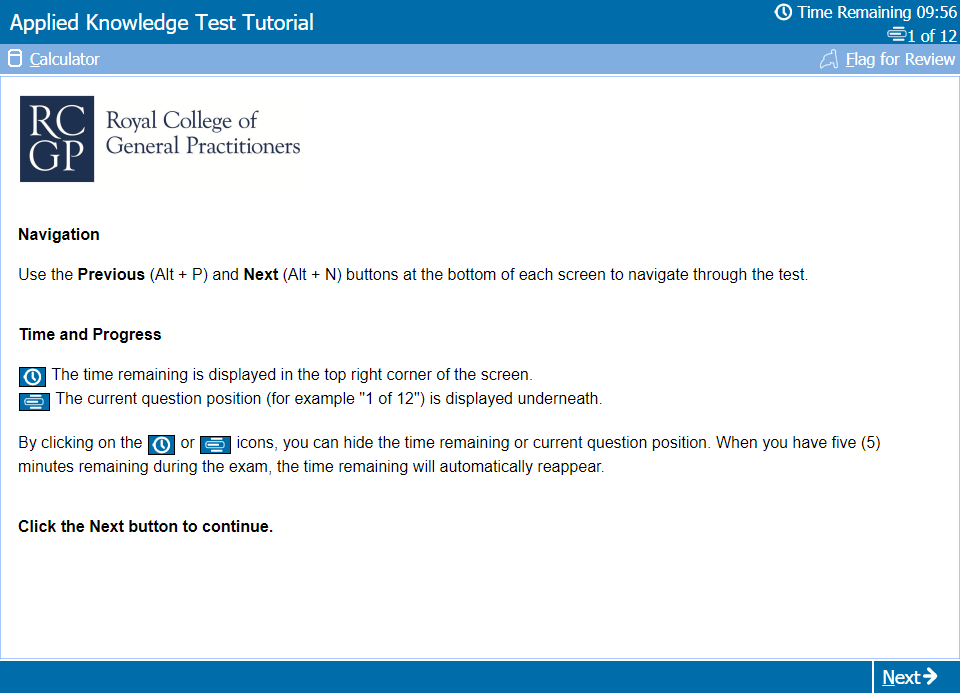 Applied Knowledge Test Tutorial
Time Remaining 09:56
1 of 12
Calculator
Flag for Review
RC
GP
Royal College of
General Practitioners
Navigation
Use the Previous (Alt + P) and Next (Alt + N) buttons at the bottom of each screen to navigate through the test.
Time and Progress
The time remaining is displayed in the top right corner of the screen.
The current question position (for example "1 of 12") is displayed underneath.
By clicking on the or icons, you can hide the time remaining or current question position. When you have five (5)
minutes remaining during the exam, the time remaining will automatically reappear.
Click the Next button to continue.
Next